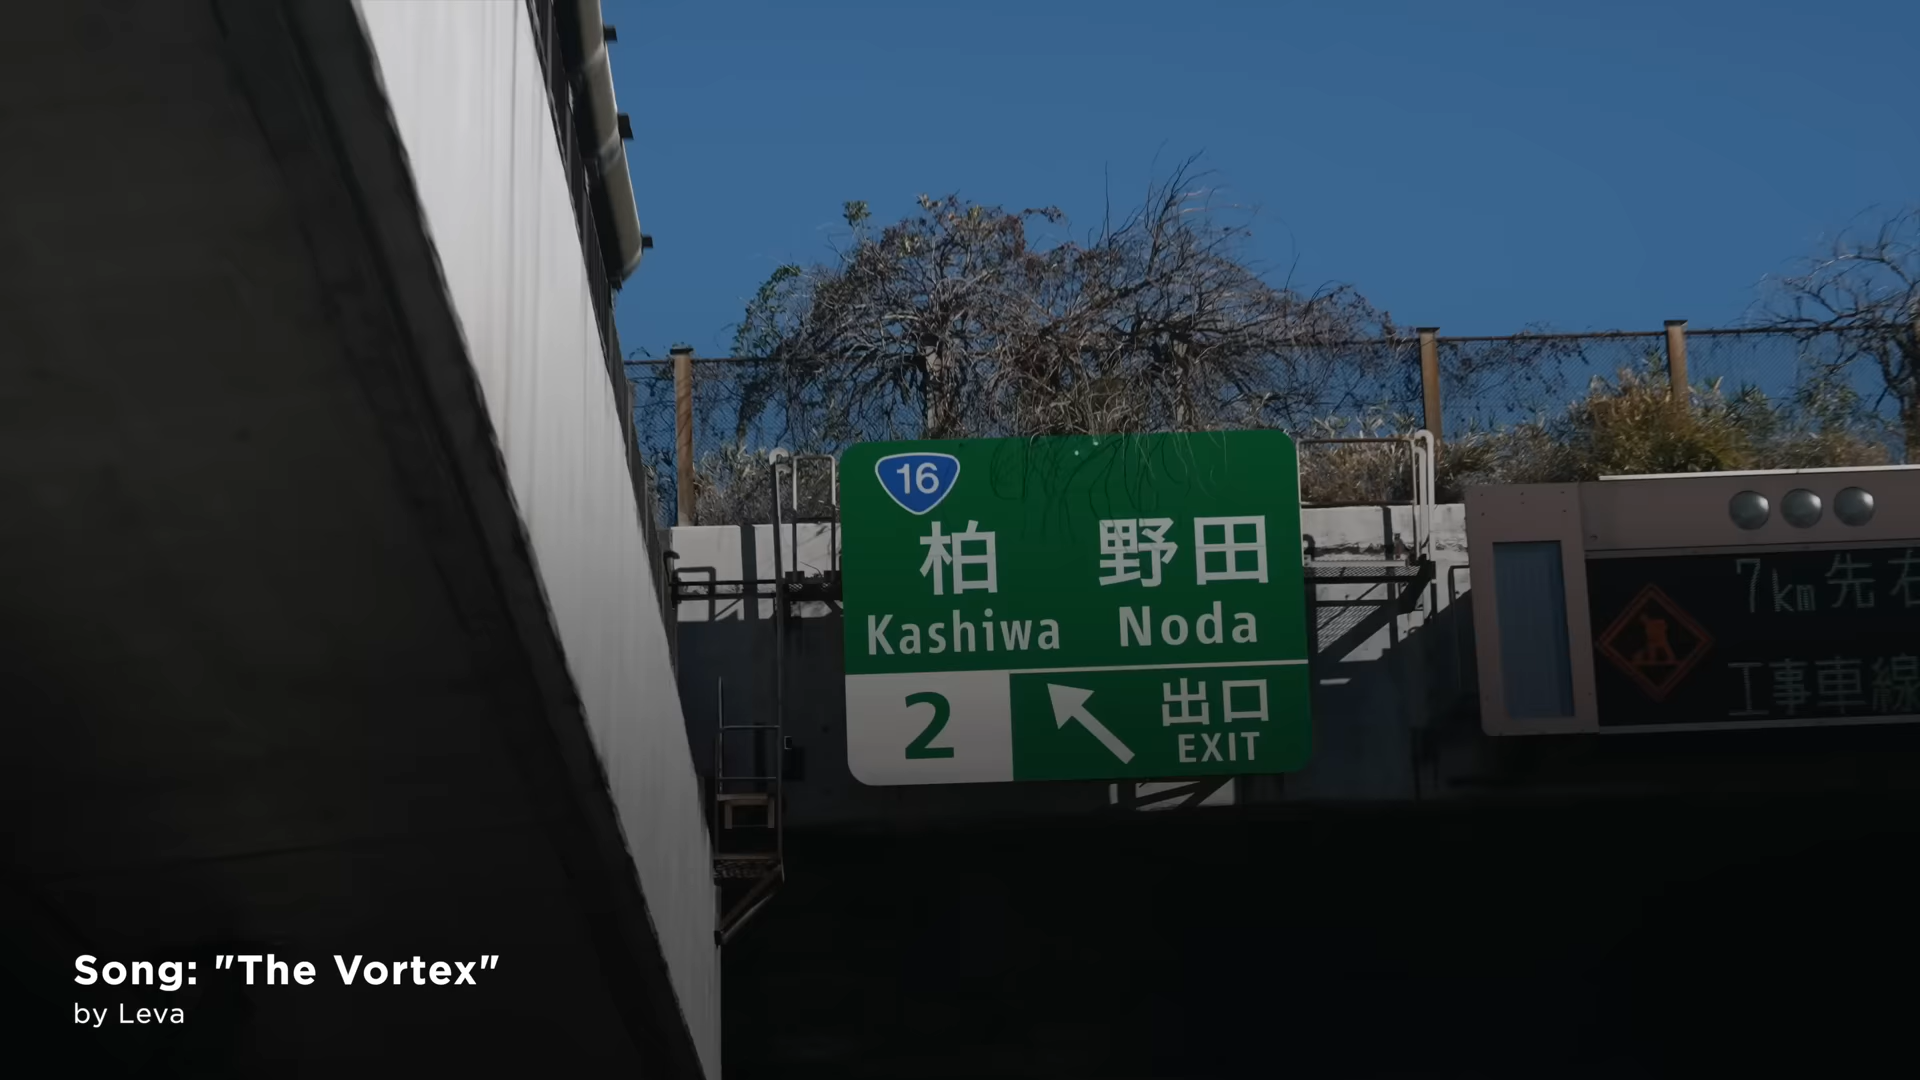 16
柏 野田
Kashiwa Noda
2 出口
EXIT
7km先右
工事車線
Song: "The Vortex"
by Leva